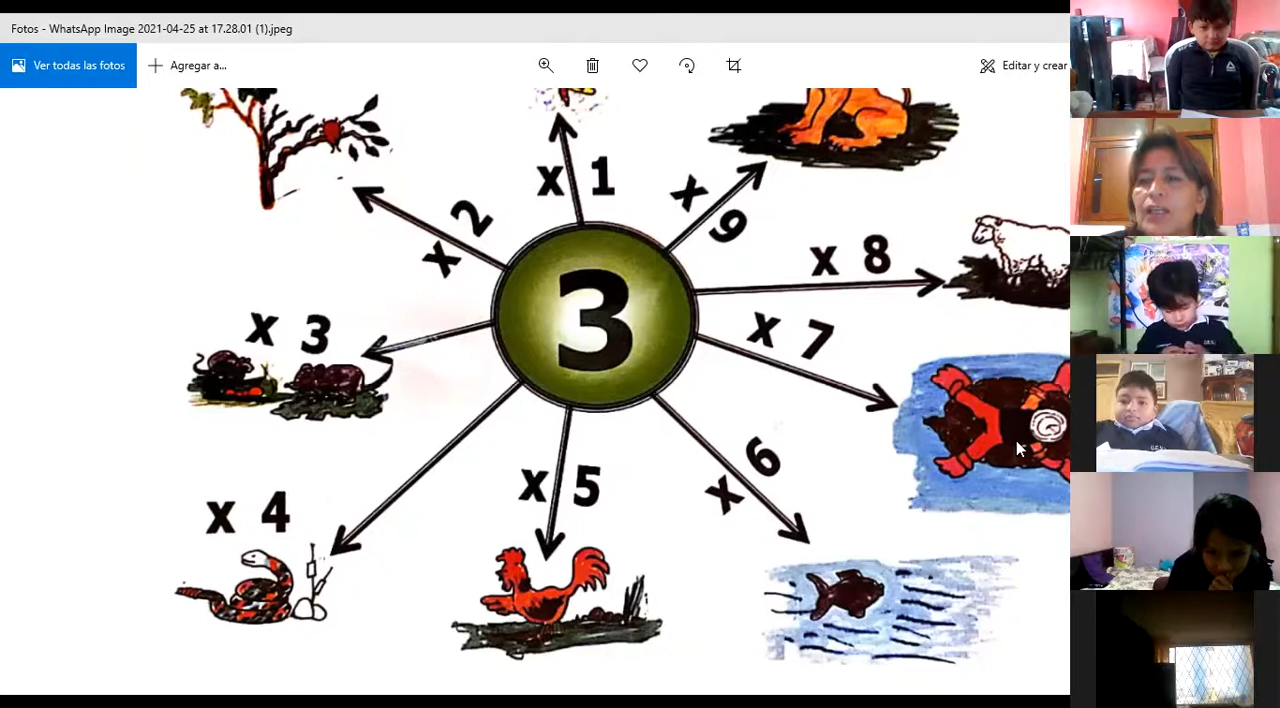 Fotos - WhatsApp Image 2021-04-25 at 17.28.01 (1).jpeg
Ver todas las fotos
Agregar a...
Editar y crear
x 1
x 2
x 9
x 8
3
x 3
x 7
x 6
x 5
x 4